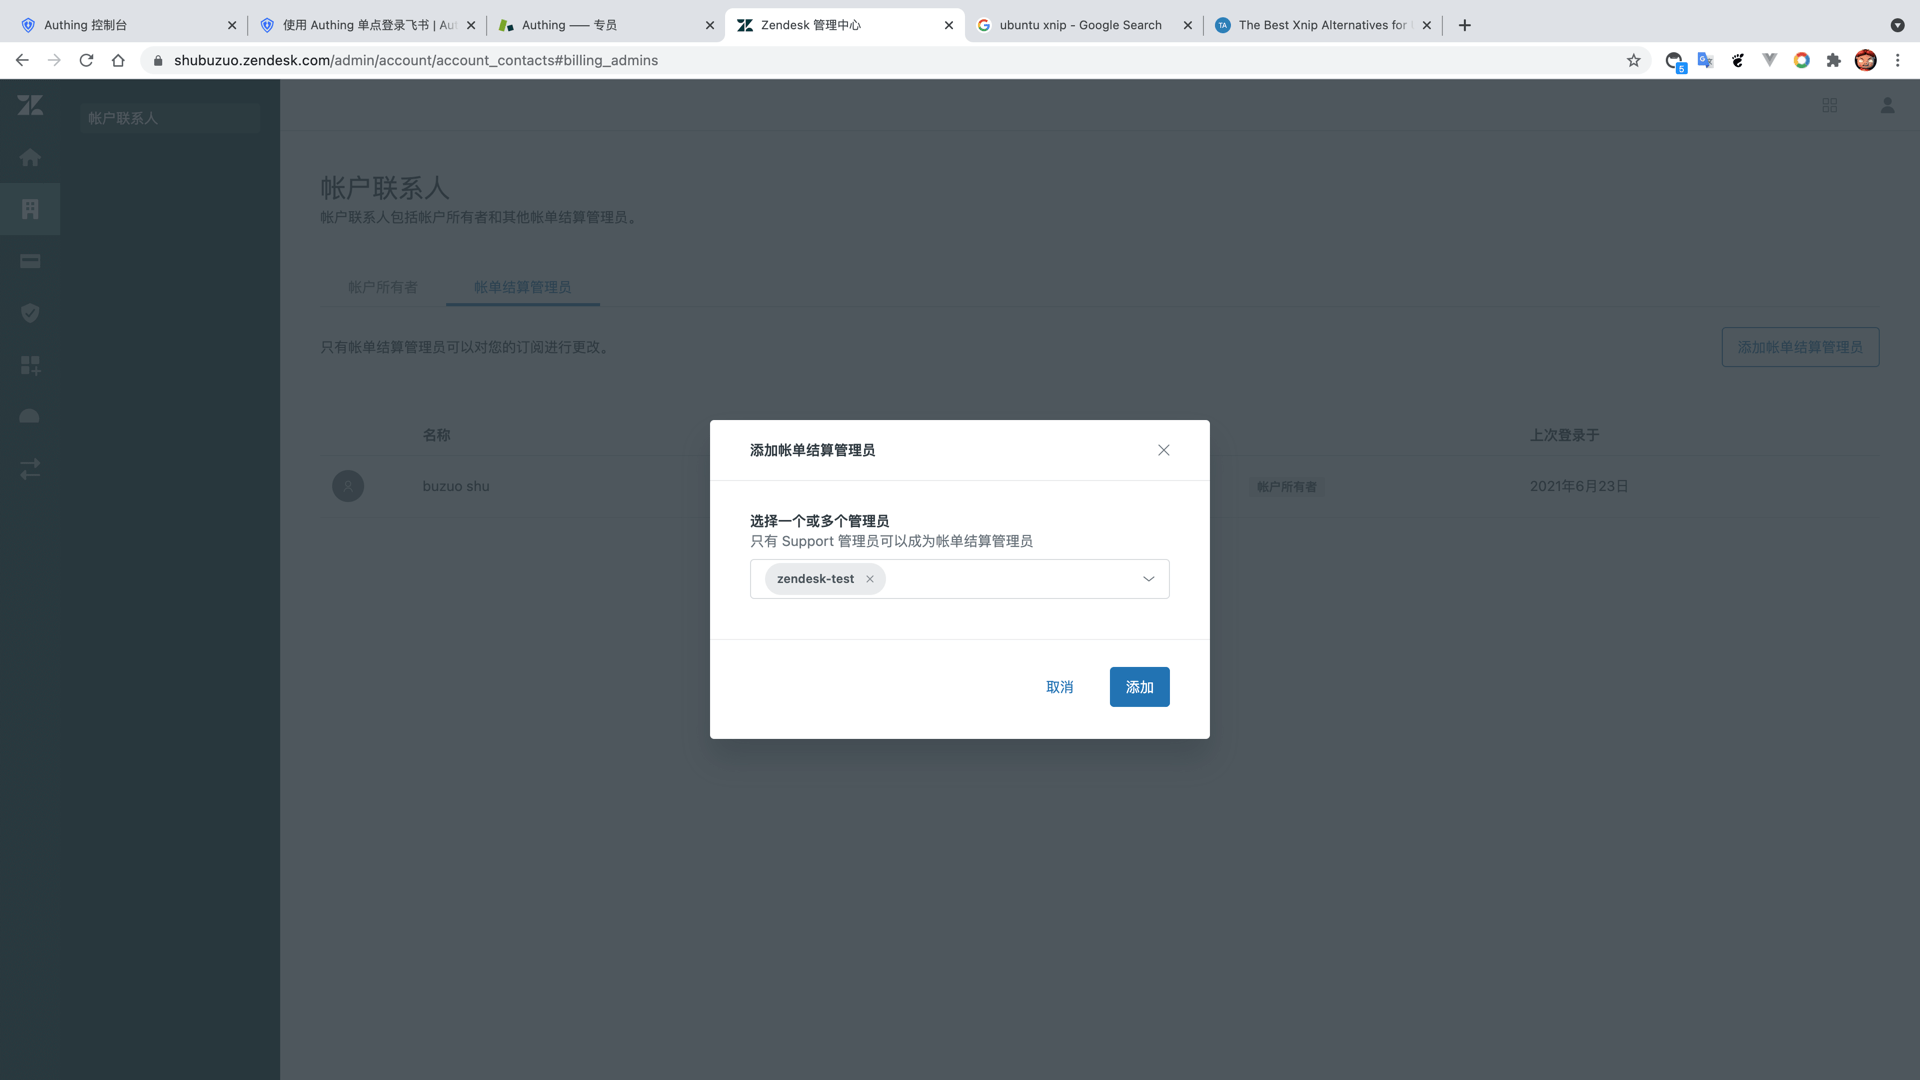 Authing 控制台
使用 Authing 单点登录飞书 | Aut
Authing —— 专员
Zendesk 管理中心
ubuntu xnip - Google Search
The Best Xnip Alternatives for
shubuzuo.zendesk.com/admin/account/account_contacts#billing_admins
5
帐户联系人
帐户联系人
帐户联系人包括帐户所有者和其他帐单结算管理员。
帐户所有者
帐单结算管理员
只有帐单结算管理员可以对您的订阅进行更改。
添加帐单结算管理员
名称
上次登录于
buzuo shu
帐户所有者
2021年6月23日
添加帐单结算管理员
选择一个或多个管理员
只有 Support 管理员可以成为帐单结算管理员
zendesk-test
取消
添加